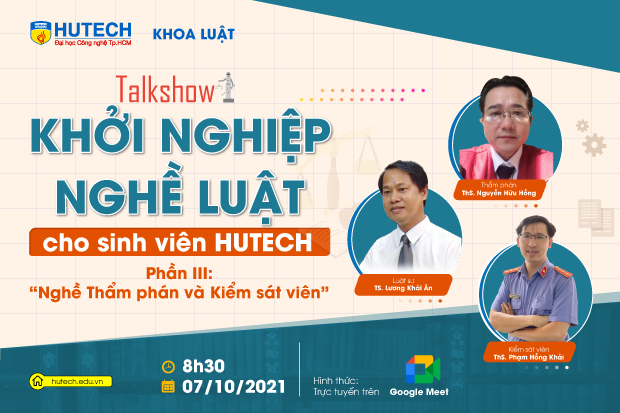 HUTECH
Đại học Công nghệ Tp.HCM
KHOA LUẬT
Talkshow
KHỞI NGHIỆP
NGHỀ LUẬT
cho sinh viên HUTECH
Phần III:
“Nghề Thẩm phán và Kiểm sát viên”
Thẩm phán
ThS. Nguyễn Hữu Hồng
Luật sư
TS. Lương Khải Ân
Kiểm sát viên
ThS. Phạm Hồng Khải
hutech.edu.vn
8h30
07/10/2021
Hình thức:
Trực tuyến trên
Google Meet